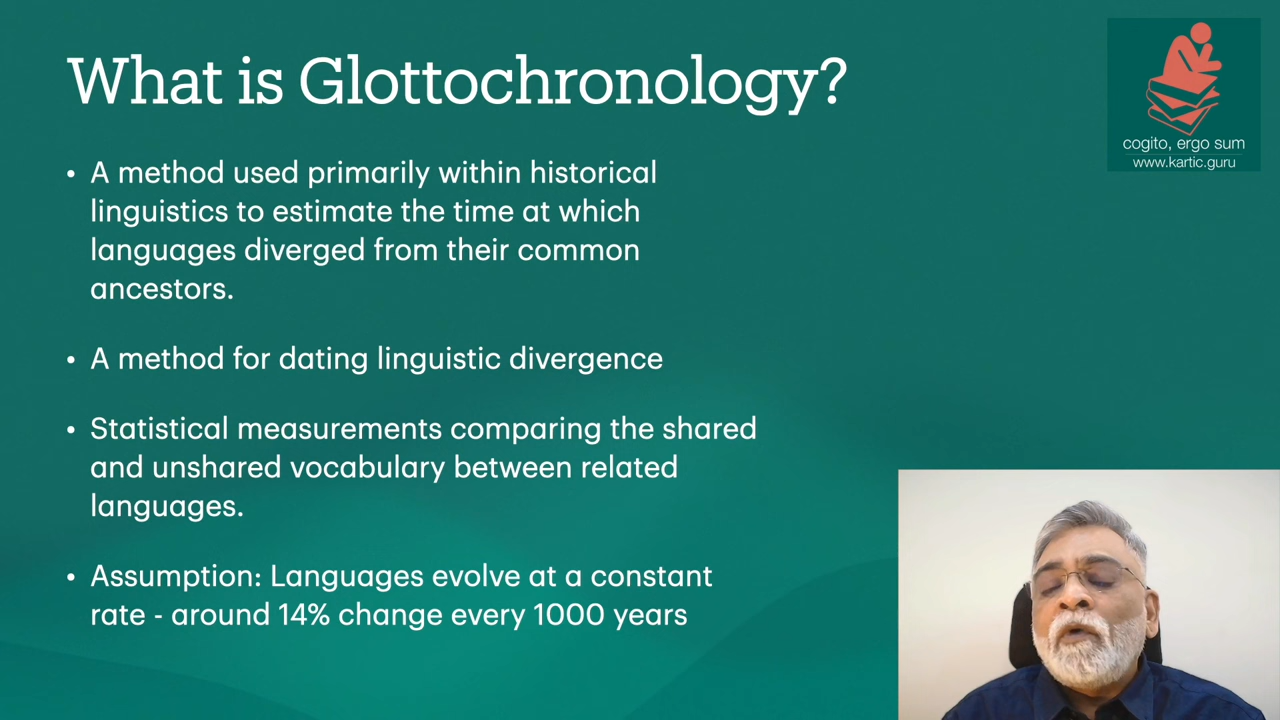 What is Glottochronology?
• A method used primarily within historical
linguistics to estimate the time at which
languages diverged from their common
ancestors.
• A method for dating linguistic divergence
• Statistical measurements comparing the shared
and unshared vocabulary between related
languages.
• Assumption: Languages evolve at a constant
rate - around 14% change every 1000 years
cogito, ergo sum
www.kartic.guru